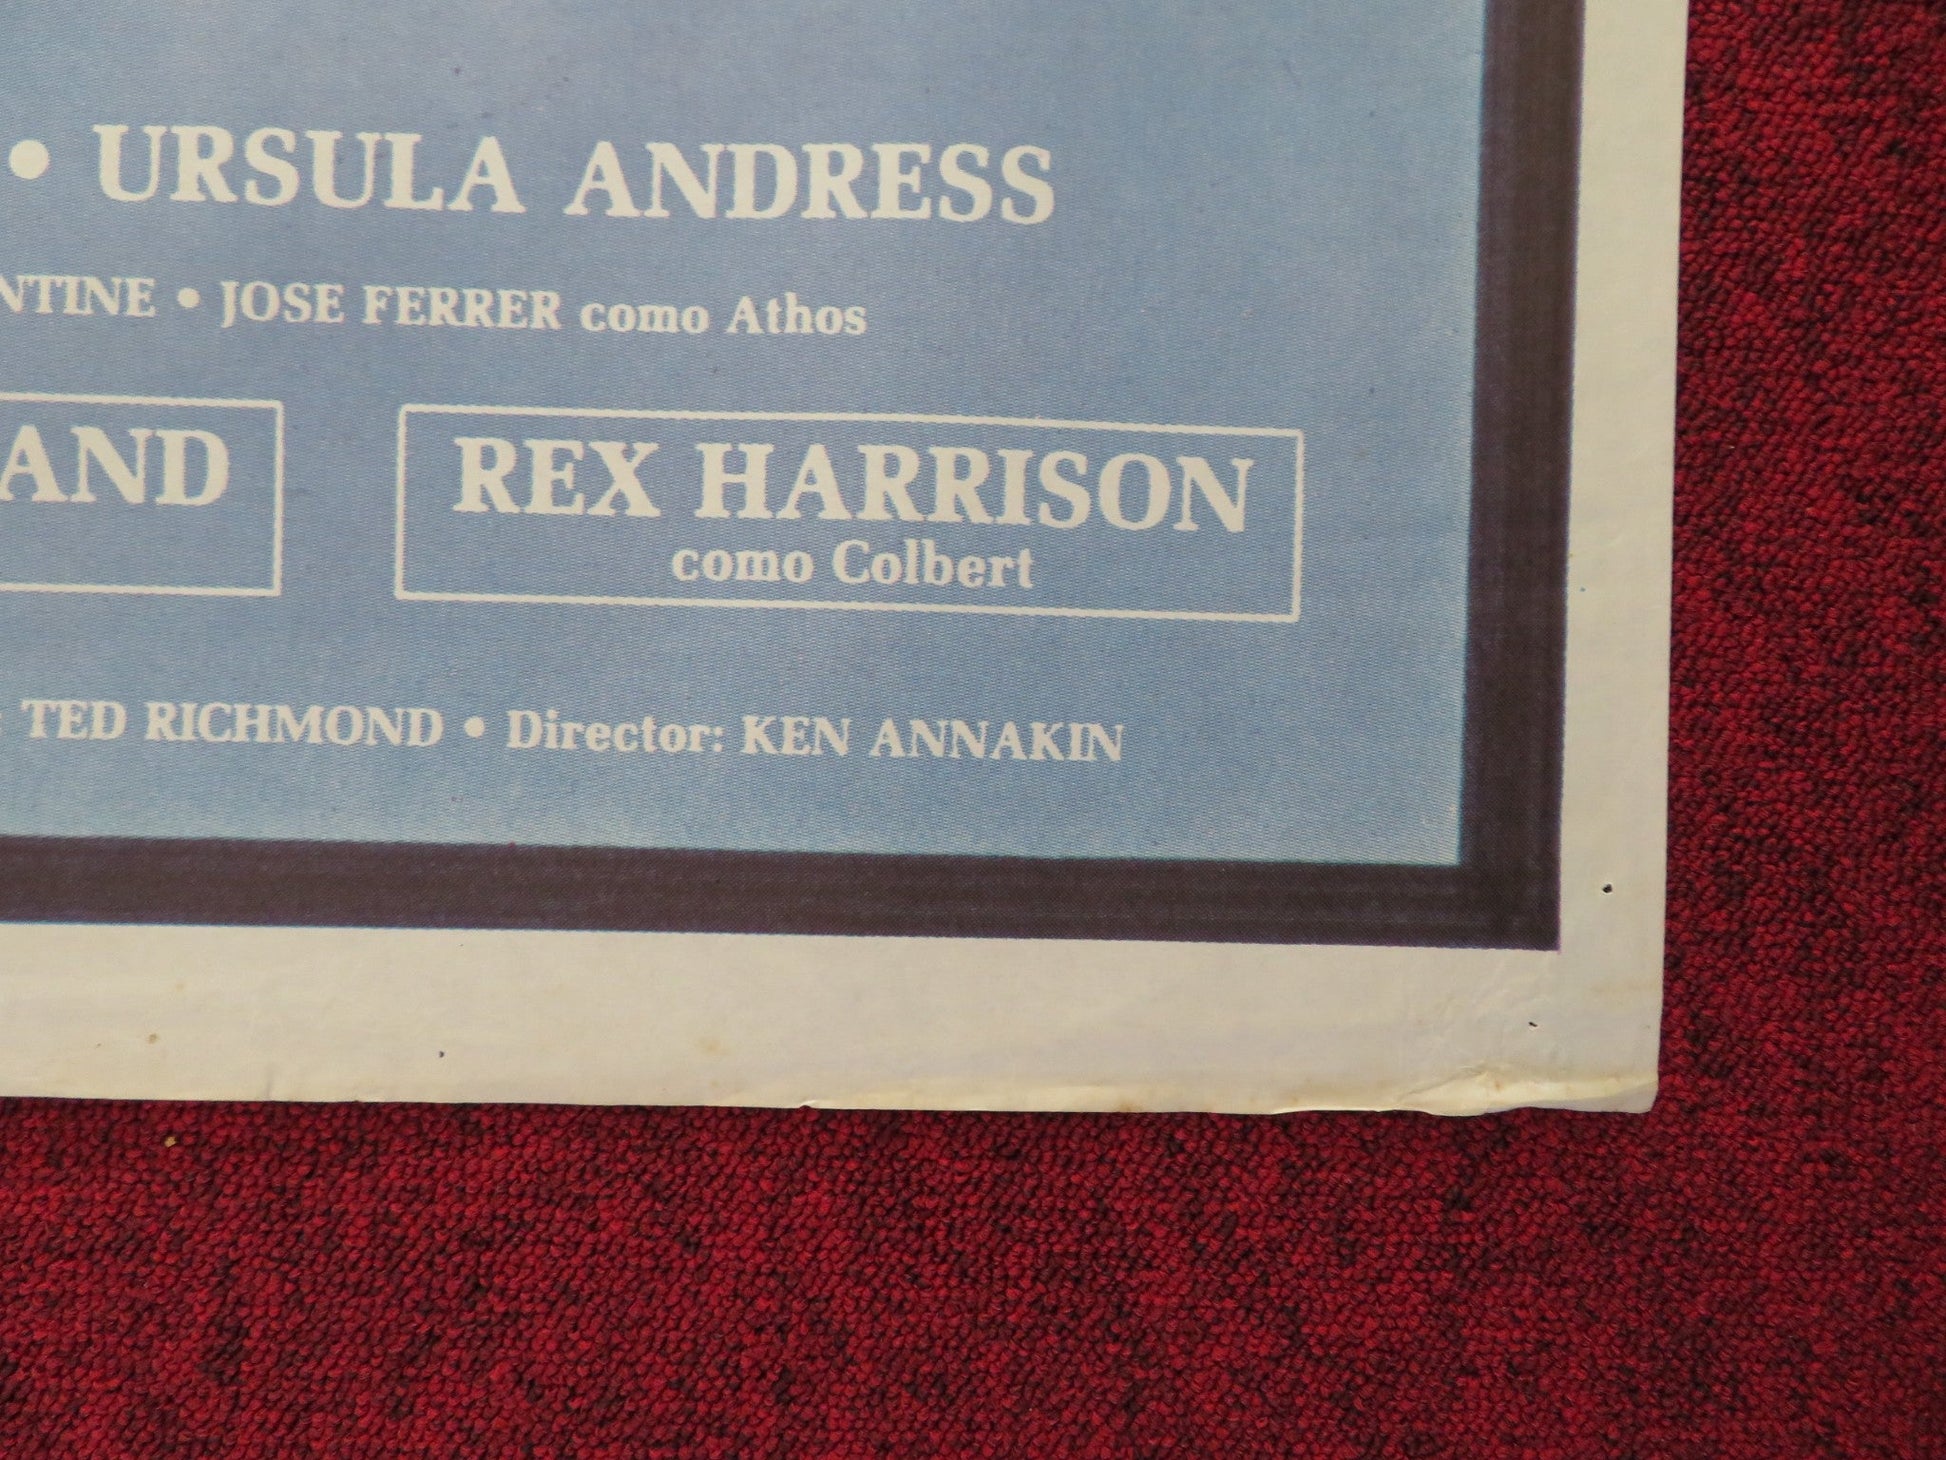 • URSULA ANDRESS
NTINE • JOSE FERRER como Athos
AND
REX HARRISON
como Colbert
: TED RICHMOND • Director: KEN ANNAKIN